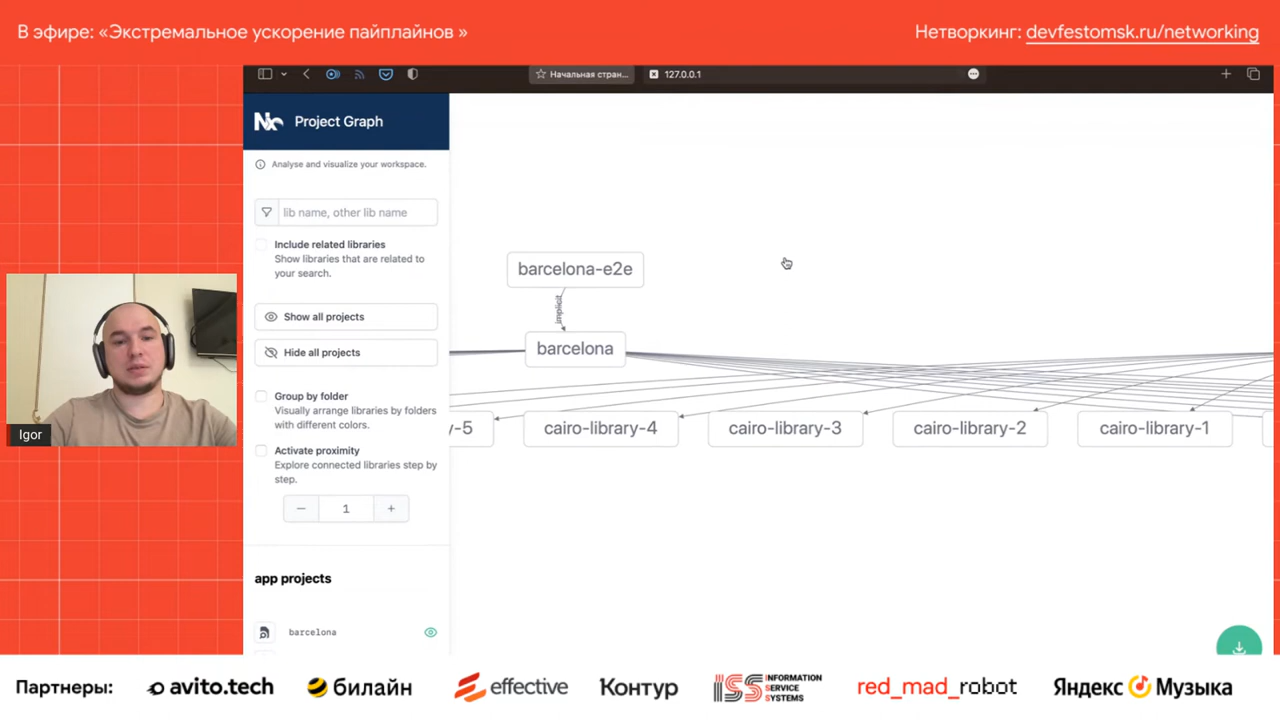 В эфире: «Экстремальное ускорение пайплайнов »
Нетворкинг: devfestomsk.ru/networking
Начальная стран...
127.0.0.1
Nx Project Graph
Analyse and visualize your workspace.
lib name, other lib name
Include related libraries
Show libraries that are related to
your search.
Show all projects
Hide all projects
Group by folder
Visually arrange libraries by folders
with different colors.
Activate proximity
Explore connected libraries step by
step.
1
app projects
barcelona
barcelona-e2e
implicit
barcelona
y-5
cairo-library-4
cairo-library-3
cairo-library-2
cairo-library-1
Igor
Партнеры:
avito.tech
билайн
effective
Контур
ISS INFORMATION
SERVICE
SYSTEMS
red_mad_robot
Яндекс Музыка